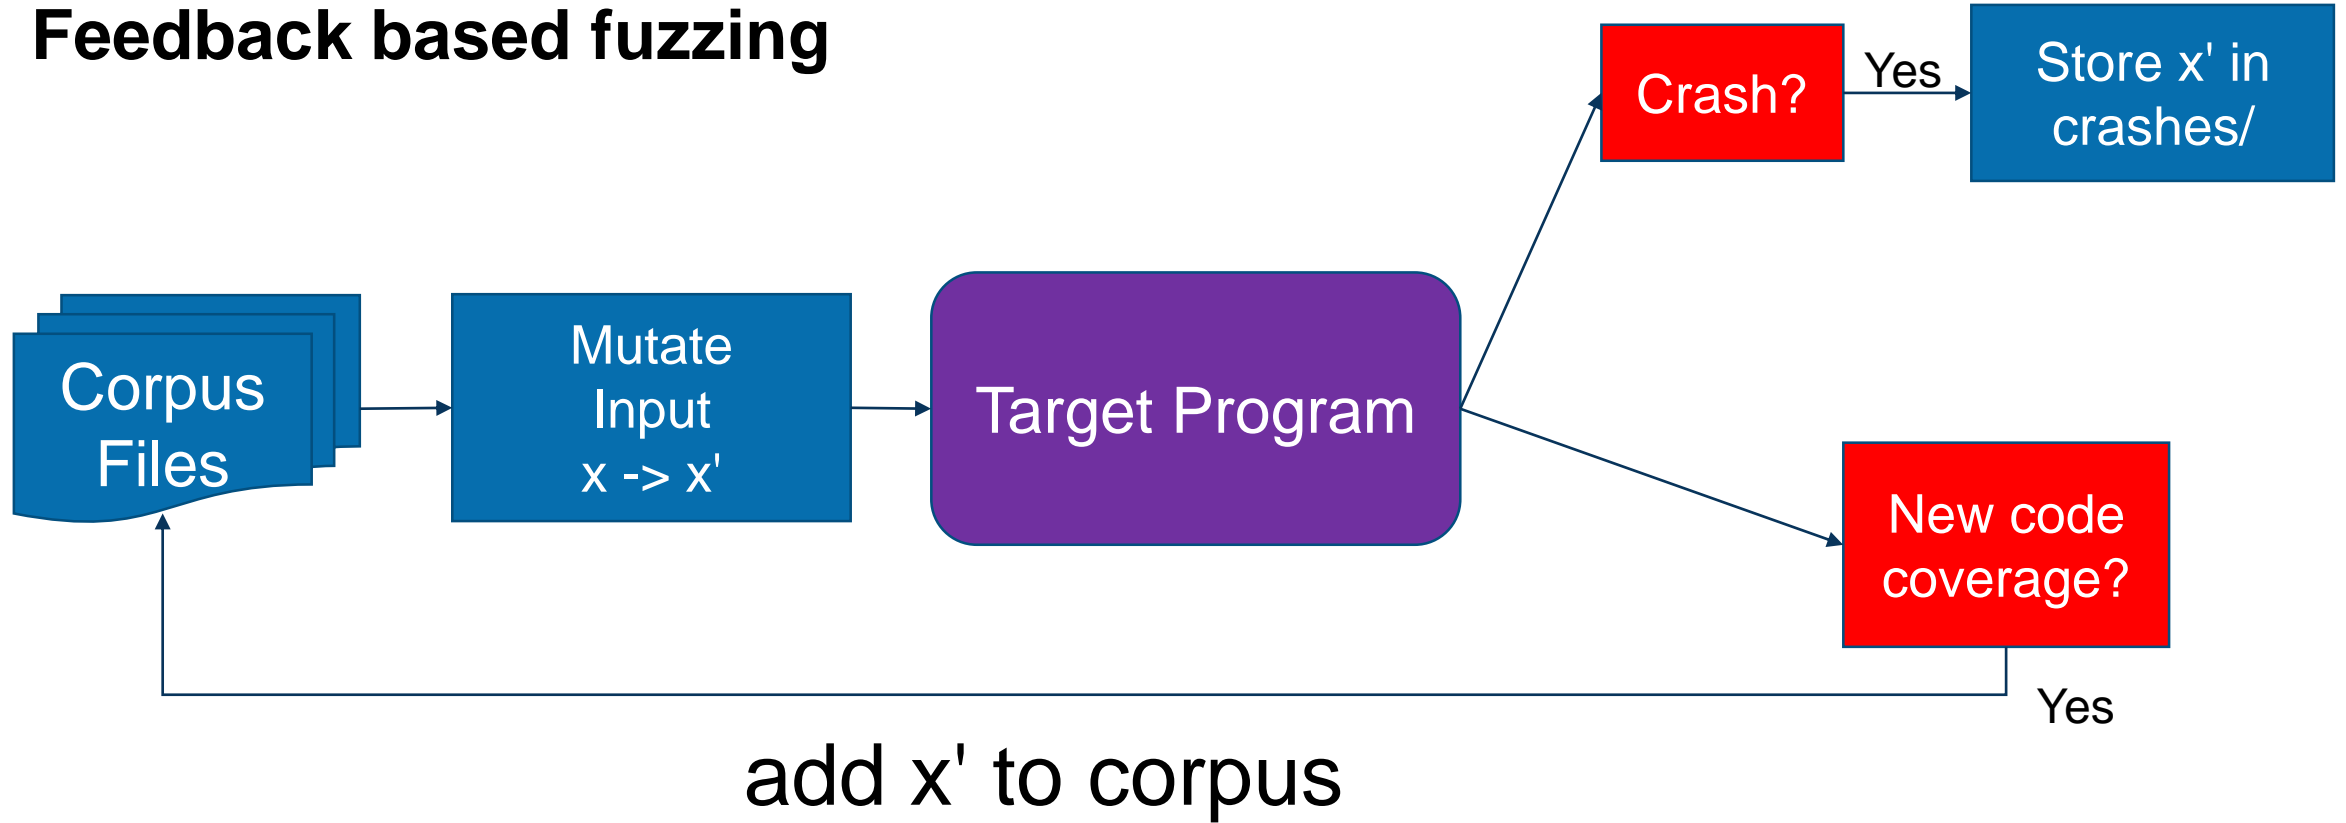 Feedback based fuzzing
Crash?
Yes
Store x' in
crashes/
Corpus
Files
Mutate
Input
x -> x'
Target Program
New code
coverage?
Yes
add x' to corpus